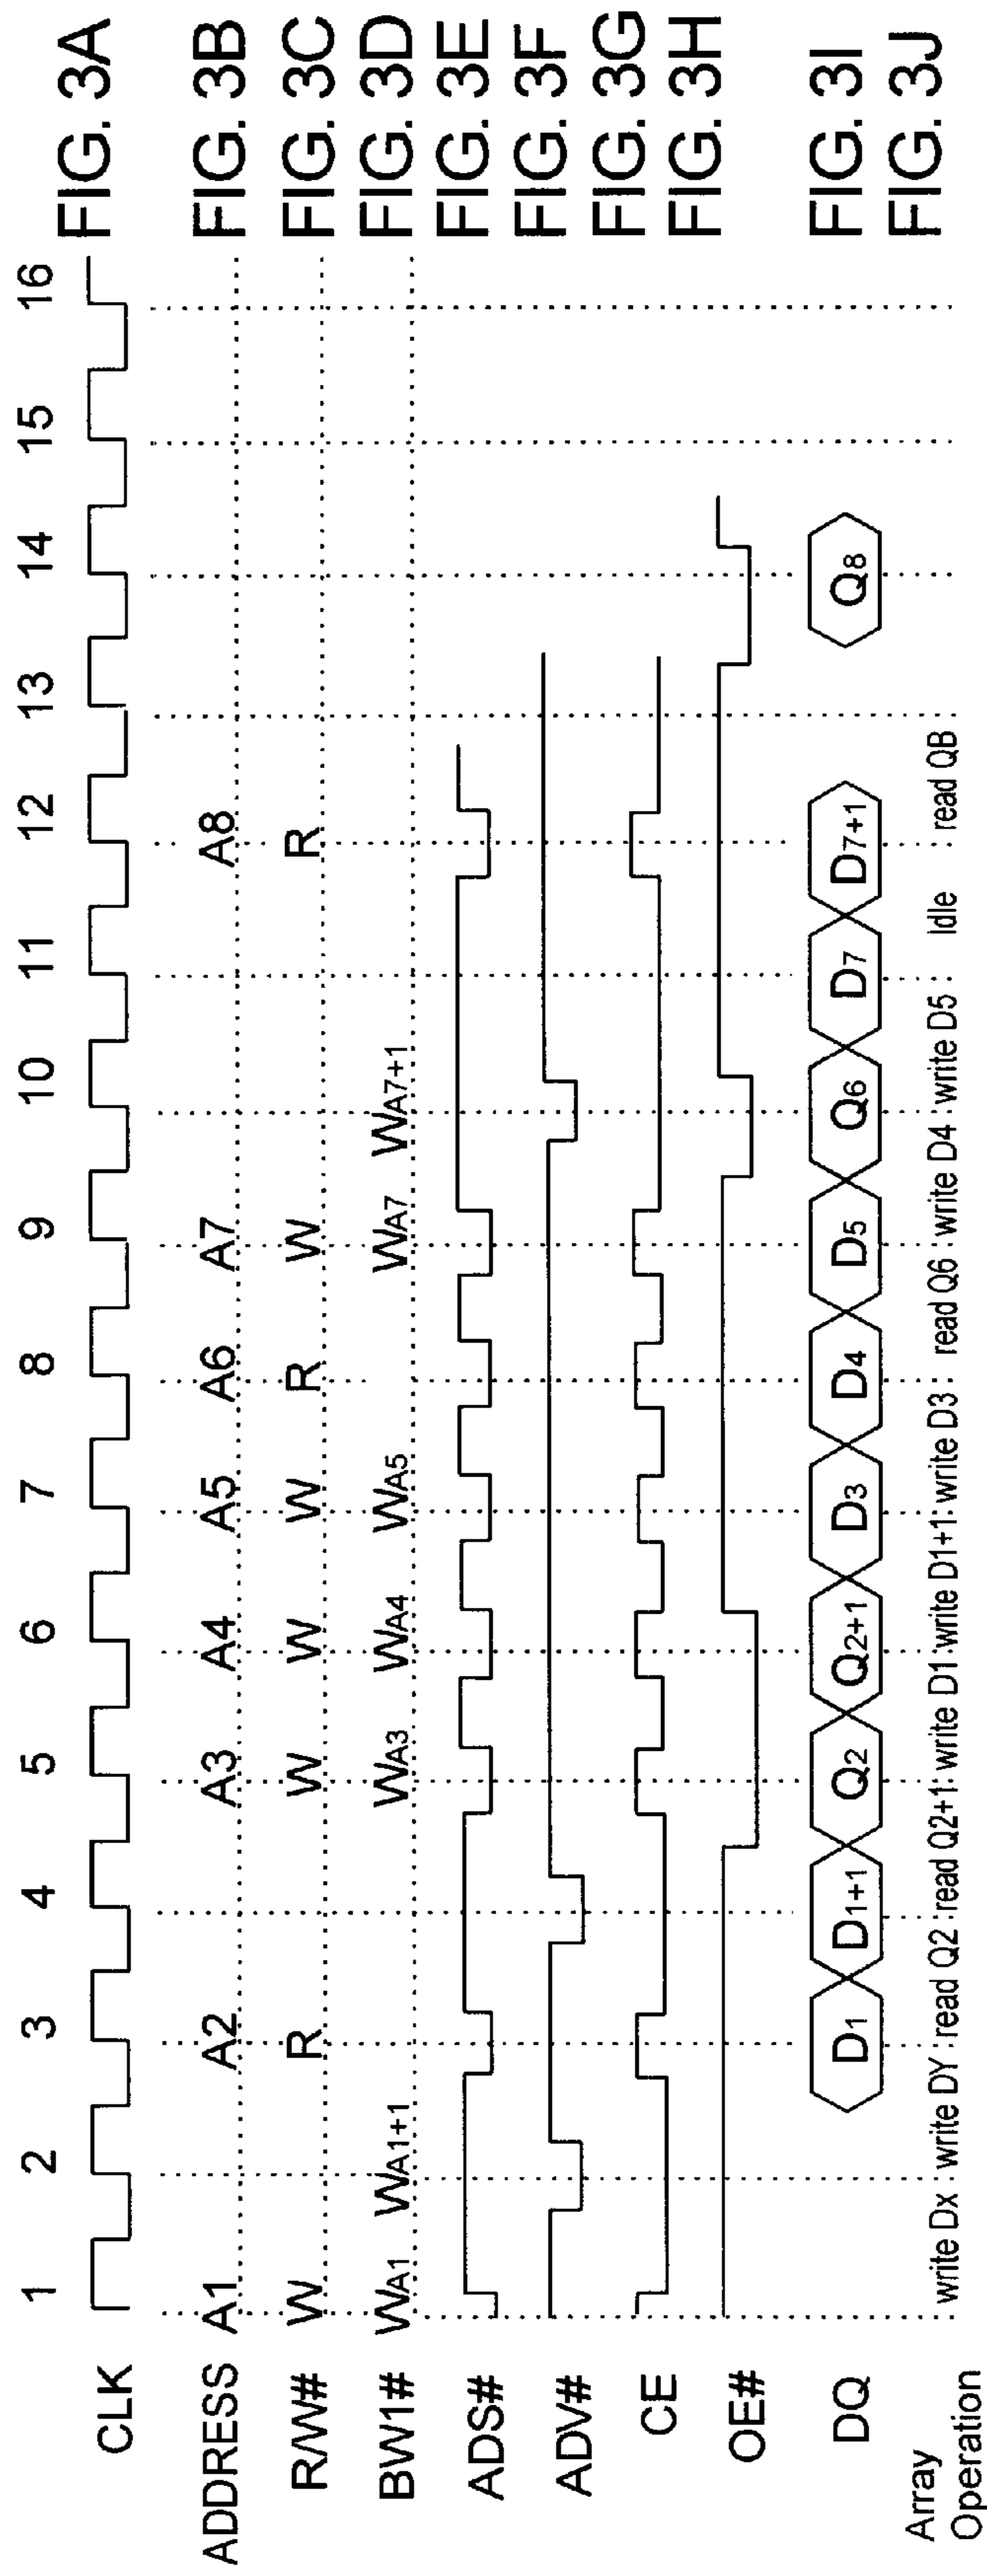 1 2 3 4 5 6 7 8 9 10 11 12 13 14 15 16
CLK FIG. 3A
ADDRESS A1 A2 A3 A4 A5 A6 A7 A8 FIG. 3B
R/W# W R W W W R W R FIG. 3C
BW1# WA1 WA1+1 WA3 WA4 WA5 WA7 WA7+1 FIG. 3D
ADS# FIG. 3E
ADV# FIG. 3F
CE FIG. 3G
OE# FIG. 3H
DQ D1 D1+1 Q2 Q2+1 D3 D4 D5 Q6 D7 D7+1 Q8 FIG. 3I
Array Operation write Dx write DY read Q2 read Q2+1 write D1 write D1+1 write D3 read Q6 write D4 write D5 Idle read QB FIG. 3J